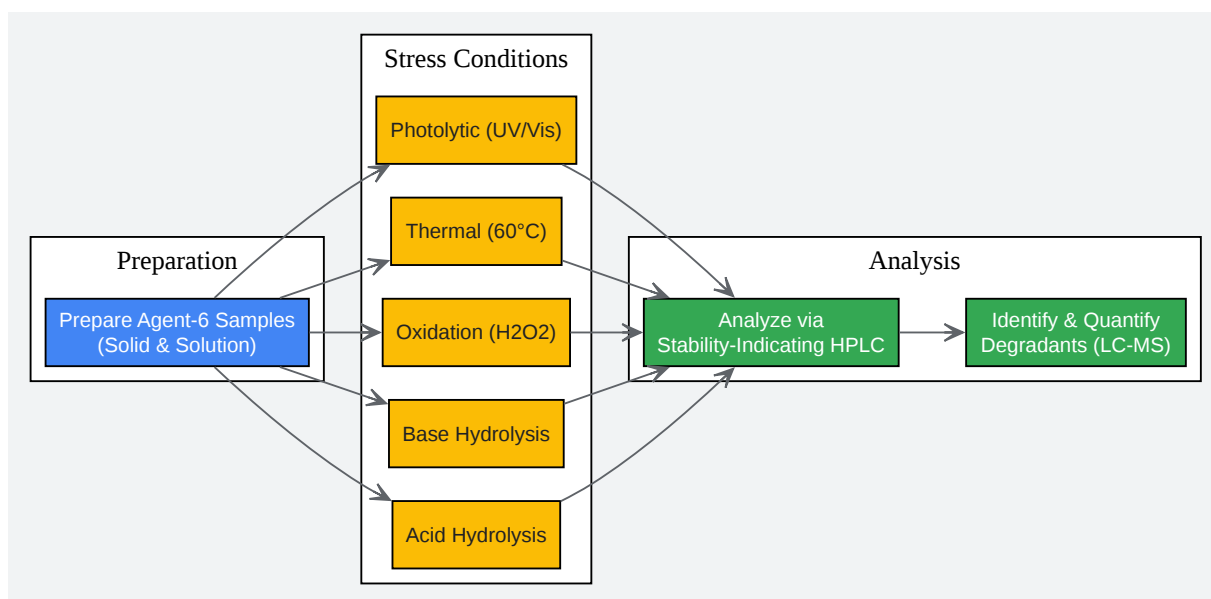 Preparation
Prepare Agent-6 Samples
(Solid & Solution)
Stress Conditions
Photolytic (UV/Vis)
Thermal (60°C)
Oxidation (H2O2)
Base Hydrolysis
Acid Hydrolysis
Analysis
Analyze via
Stability-Indicating HPLC
Identify & Quantify
Degradants (LC-MS)